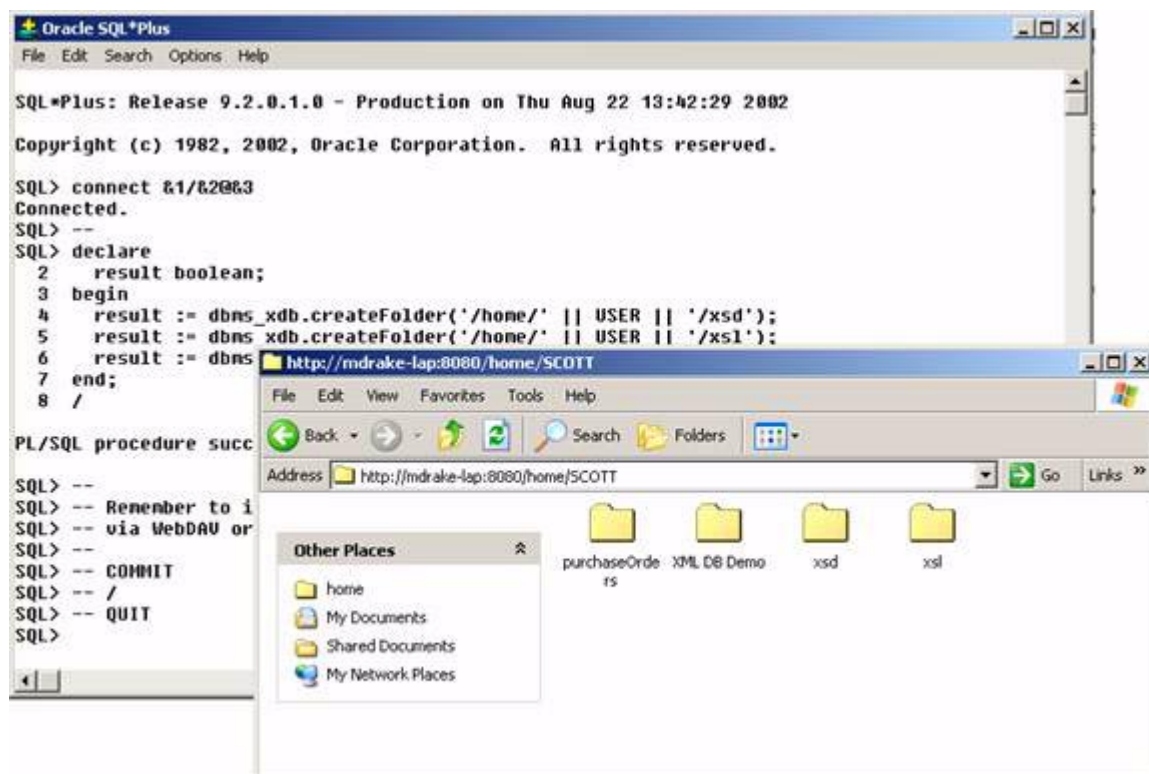 Oracle SQL*Plus
File Edit Search Options Help
SQL*Plus: Release 9.2.0.1.0 - Production on Thu Aug 22 13:42:29 2002
Copyright (c) 1982, 2002, Oracle Corporation.  All rights reserved.
SQL> connect &1/&2@&3
Connected.
SQL> --
SQL> declare
2 result boolean;
3 begin
4 result := dbms_xdb.createFolder('/home/' || USER || '/xsd');
5 result := dbms_xdb.createFolder('/home/' || USER || '/xsl');
6 result := dbms
7 end;
8 /
PL/SQL procedure succ
SQL> --
SQL> -- Remember to i
SQL> -- via WebDAV or
SQL> --
SQL> -- COMMIT
SQL> -- /
SQL> -- QUIT
SQL>
http://mdrake-lap:8080/home/SCOTT
File Edit View Favorites Tools Help
Back Search Folders
Address http://mdrake-lap:8080/home/SCOTT Go Links »
Other Places
home
My Documents
Shared Documents
My Network Places
purchaseOrde
rs
XML DB Demo
xsd
xsl